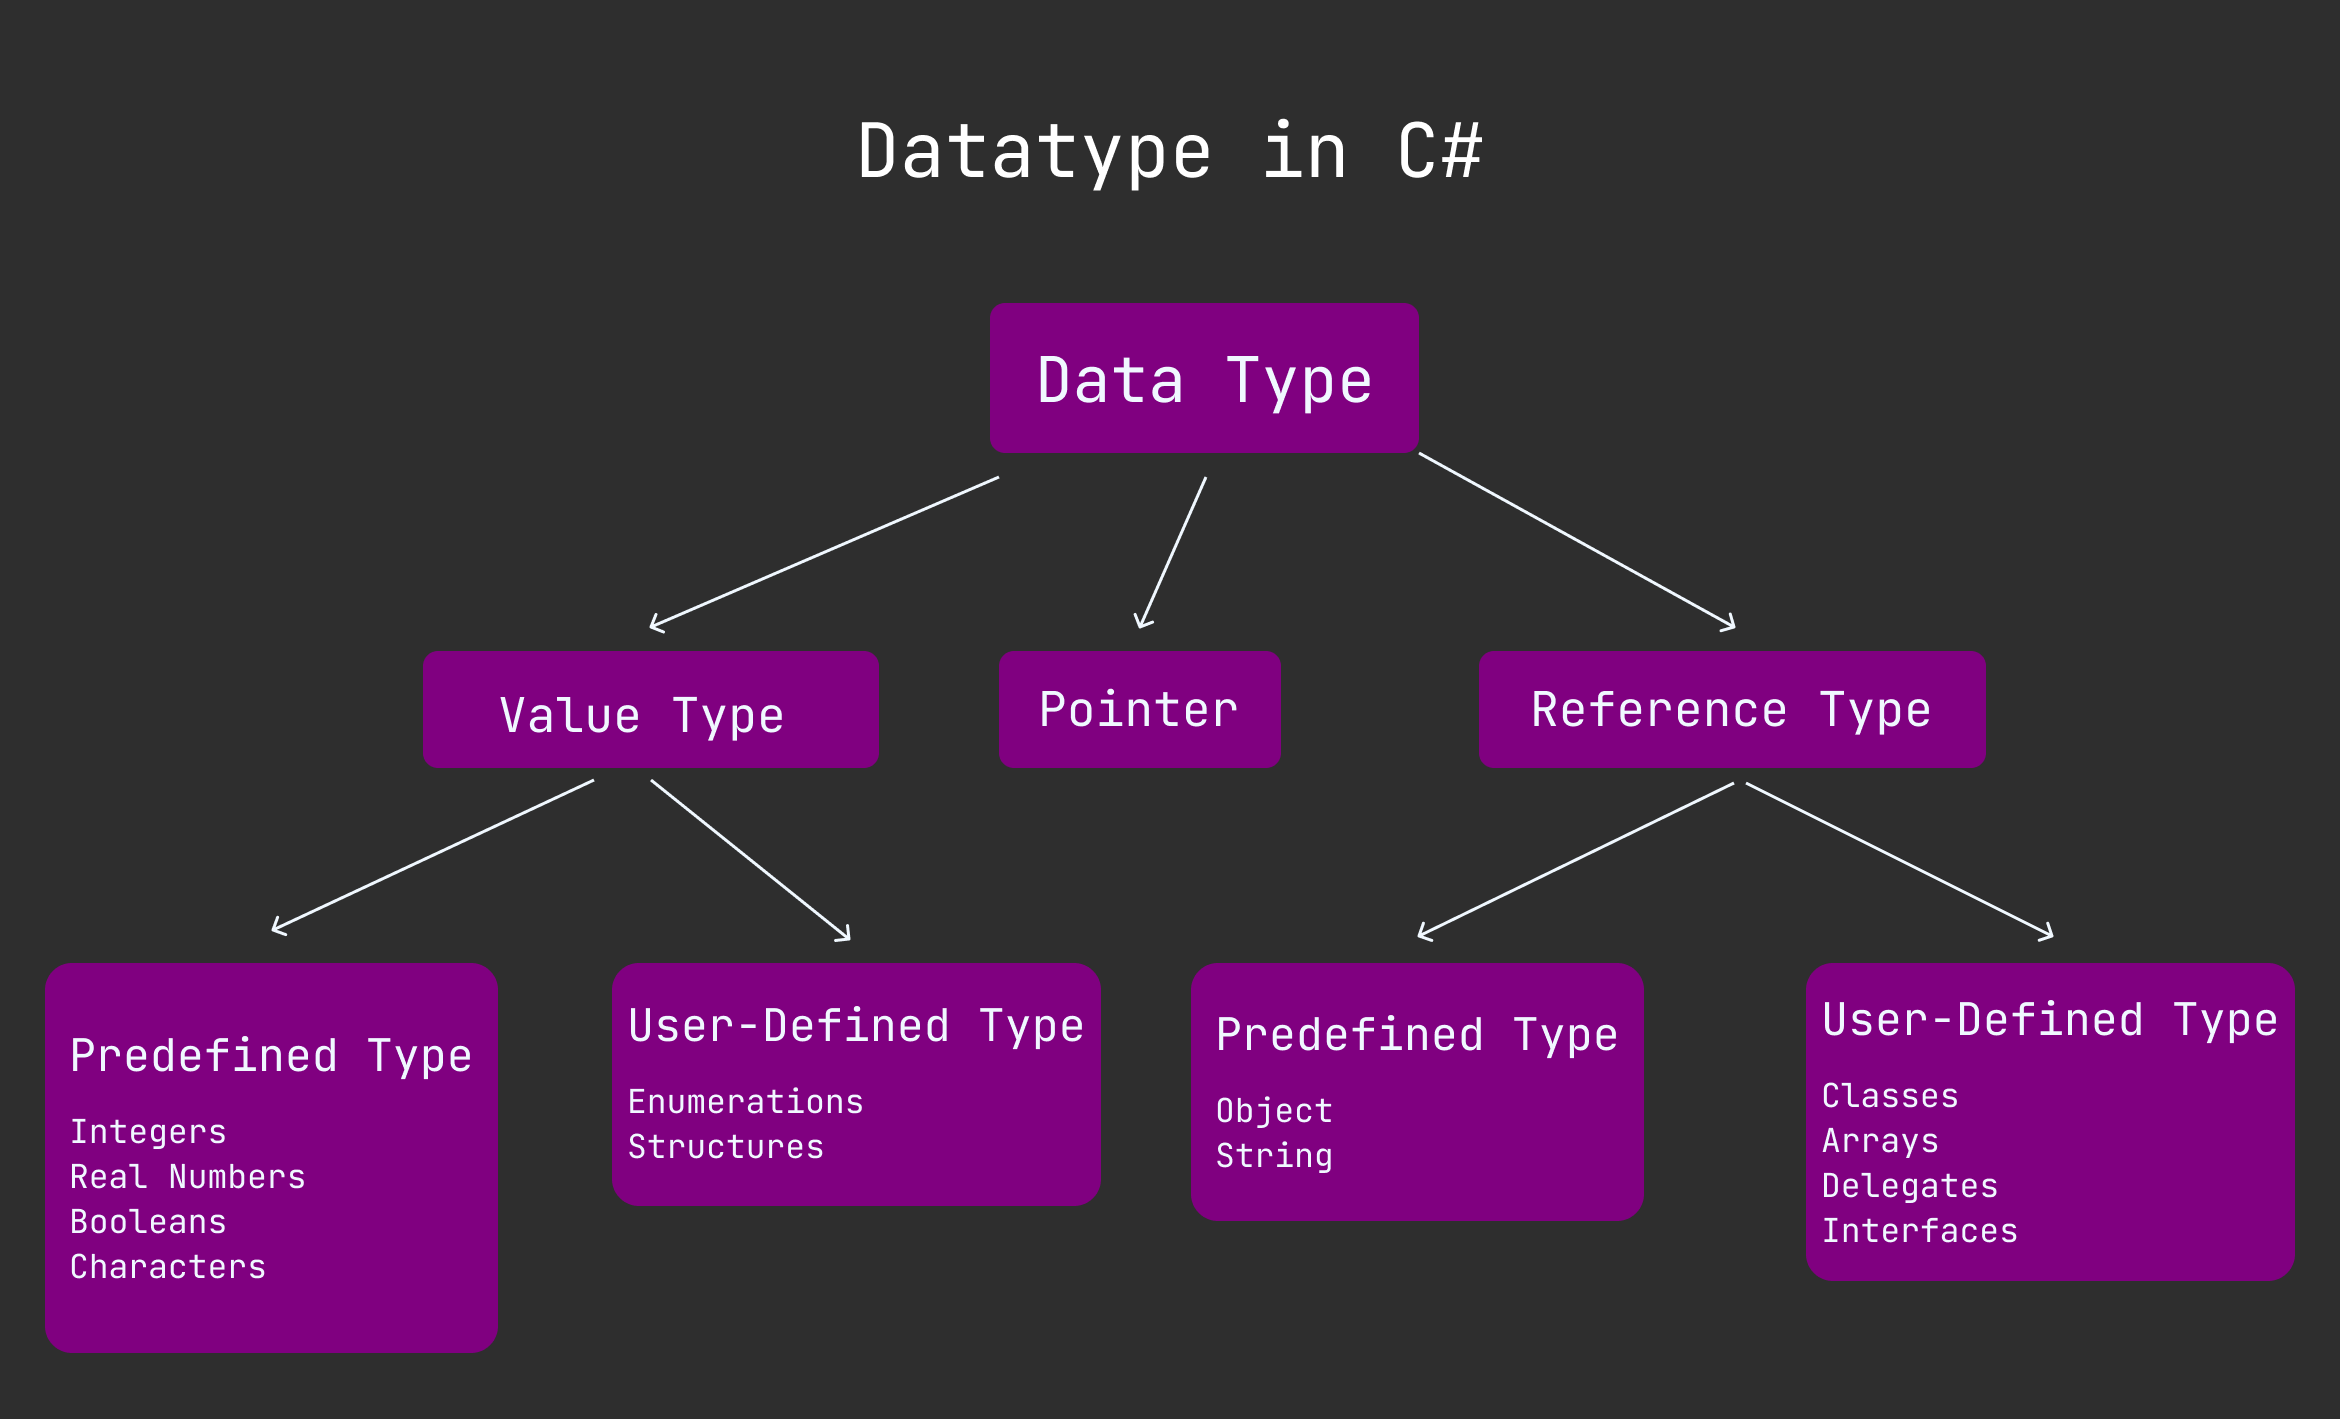 Datatype in C#
Data Type
Value Type
Pointer
Reference Type
Predefined Type
Integers
Real Numbers
Booleans
Characters
User-Defined Type
Enumerations
Structures
Predefined Type
Object
String
User-Defined Type
Classes
Arrays
Delegates
Interfaces